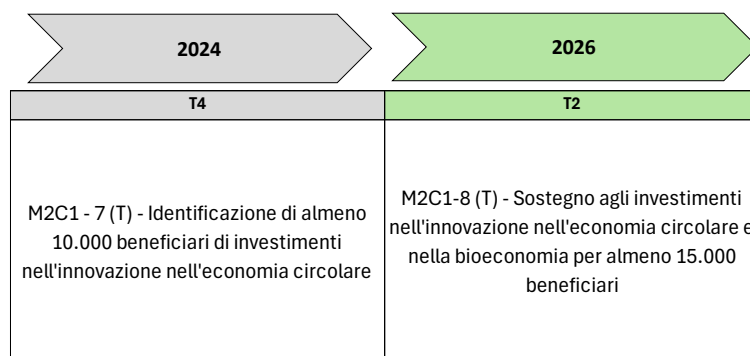 2024
2026
T4
T2
M2C1 - 7 (T) - Identificazione di almeno
10.000 beneficiari di investimenti
nell'innovazione nell'economia circolare
M2C1-8 (T) - Sostegno agli investimenti
nell'innovazione nell'economia circolare e
nella bioeconomia per almeno 15.000
beneficiari